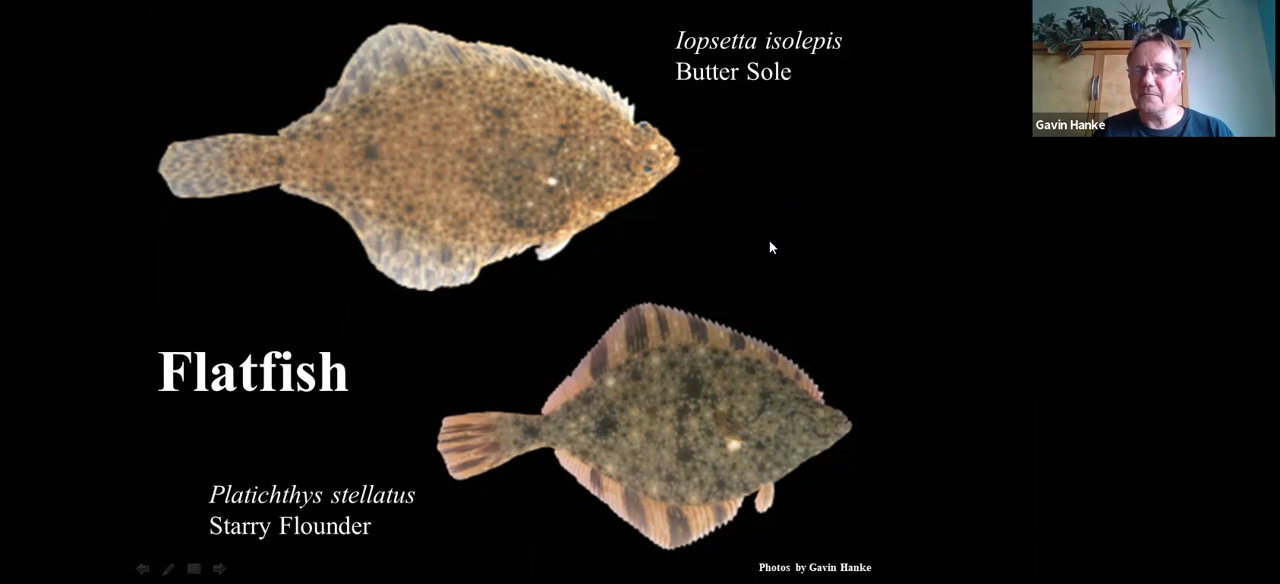 Iopsetta isolepis
Butter Sole
Gavin Hanke
Flatfish
Platichthys stellatus
Starry Flounder
Photos by Gavin Hanke